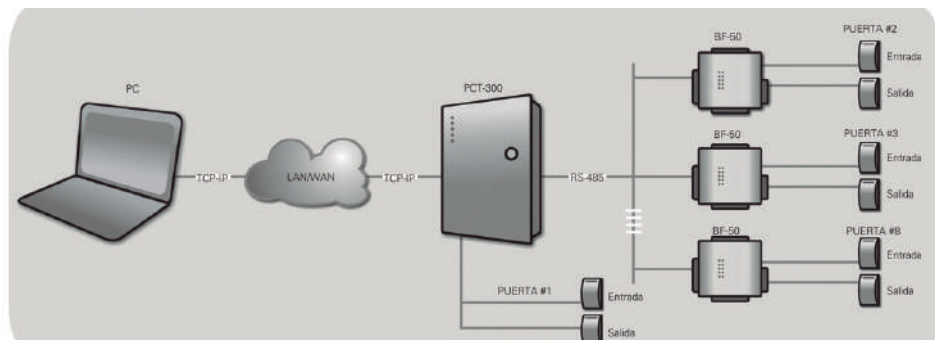 PC
TCP-IP
LAN/WAN
TCP-IP
PCT-300
RS-485
PUERTA #1
Entrada
Salida
BF-50
PUERTA #2
Entrada
Salida
BF-50
PUERTA #3
Entrada
Salida
BF-50
PUERTA #8
Entrada
Salida